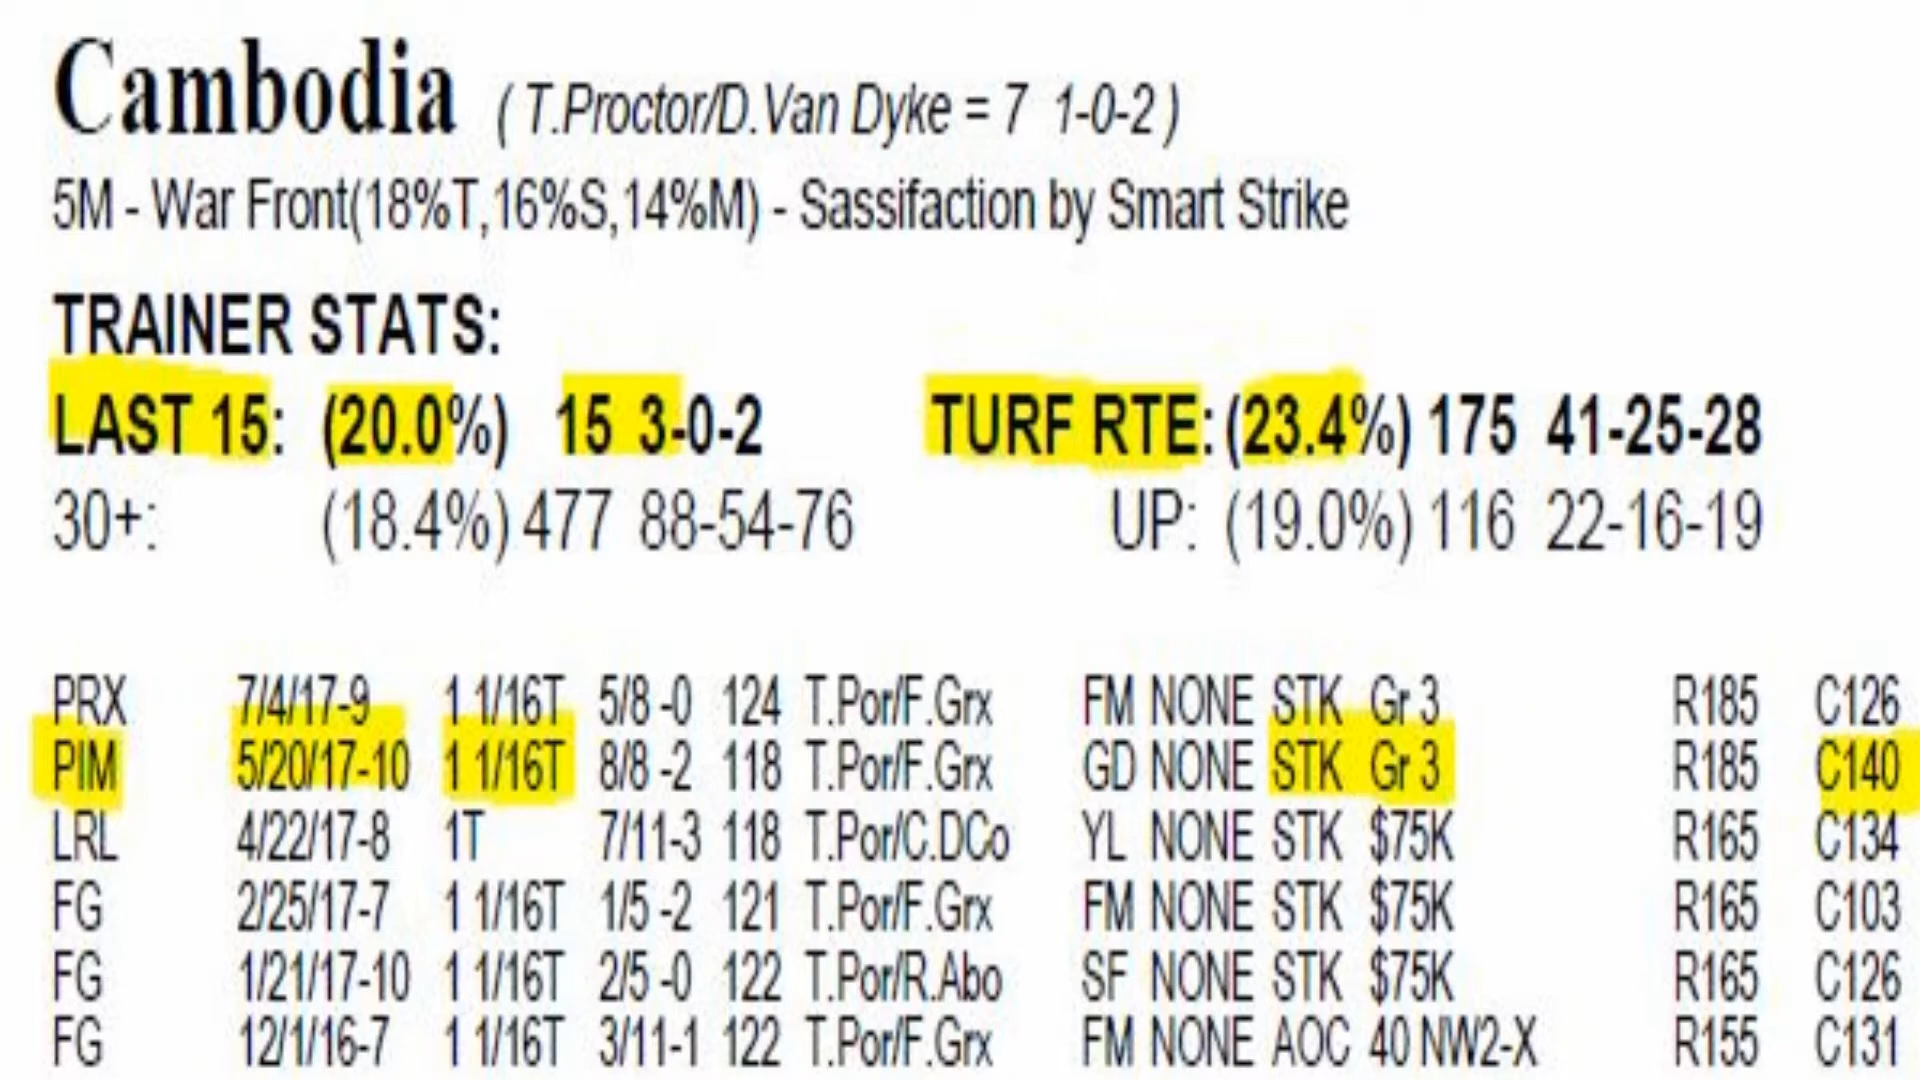 Cambodia ( T.Proctor/D.Van Dyke = 7 1-0-2 )
5M - War Front(18%T,16%S,14%M) - Sassifaction by Smart Strike
TRAINER STATS:
LAST 15: (20.0%) 15 3-0-2 TURF RTE: (23.4%) 175 41-25-28
30+: (18.4%) 477 88-54-76 UP: (19.0%) 116 22-16-19
PRX 7/4/17-9 1 1/16T 5/8 -0 124 T.Por/F.Grx FM NONE STK Gr 3 R185 C126
PIM 5/20/17-10 1 1/16T 8/8 -2 118 T.Por/F.Grx GD NONE STK Gr 3 R185 C140
LRL 4/22/17-8 1T 7/11-3 118 T.Por/C.DCo YL NONE STK $75K R165 C134
FG 2/25/17-7 1 1/16T 1/5 -2 121 T.Por/F.Grx FM NONE STK $75K R165 C103
FG 1/21/17-10 1 1/16T 2/5 -0 122 T.Por/R.Abo SF NONE STK $75K R165 C126
FG 12/1/16-7 1 1/16T 3/11-1 122 T.Por/F.Grx FM NONE AOC 40 NW2-X R155 C131